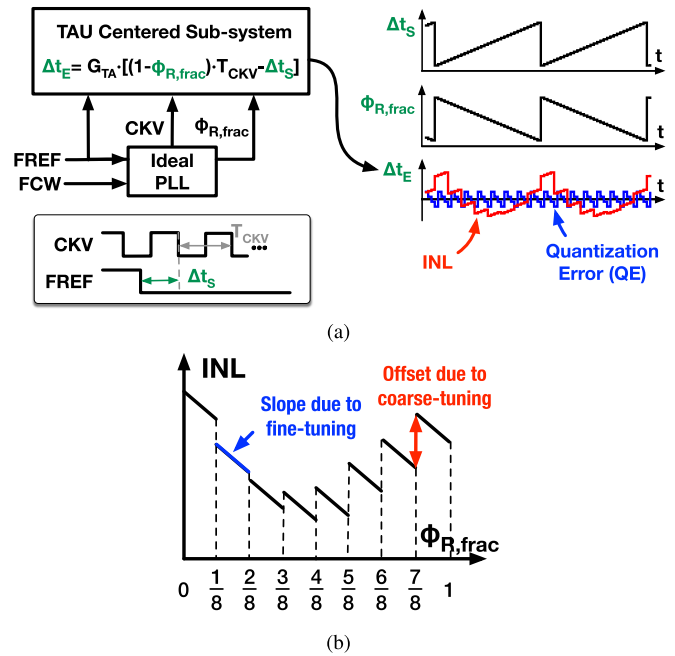 TAU Centered Sub-system
Δt_E = G_TA·[(1-Φ_R,frac)·T_CKV-Δt_S]
CKV
Φ_R,frac
FREF
FCW
Ideal
PLL
CKV
T_CKV
...
FREF
Δt_S
Δt_S
t
Φ_R,frac
t
Δt_E
t
INL
Quantization
Error (QE)
(a)
INL
Offset due to
coarse-tuning
Slope due to
fine-tuning
Φ_R,frac
0 1/8 2/8 3/8 4/8 5/8 6/8 7/8 1
(b)